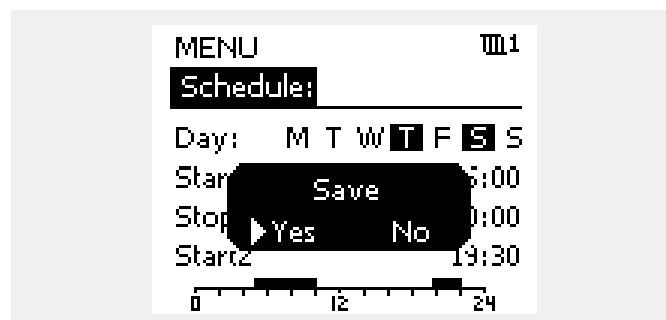 MENU 1
Schedule:
Day: M T W T F S S
Save
Yes No
Start2 19:30
0 12 24